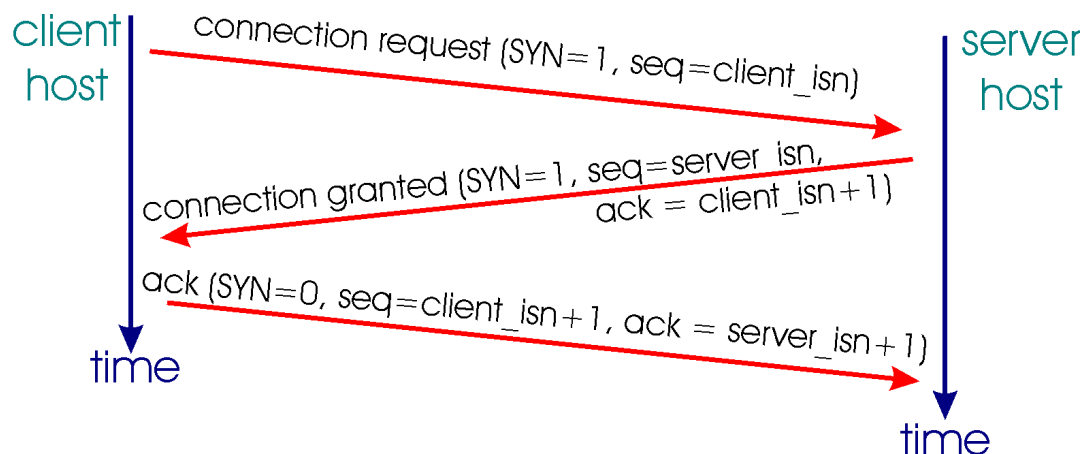 client
host
connection request (SYN=1, seq=client_isn)
server
host
connection granted (SYN=1, seq=server_isn,
ack = client_isn+1)
ack (SYN=0, seq=client_isn+1, ack = server_isn+1)
time
time